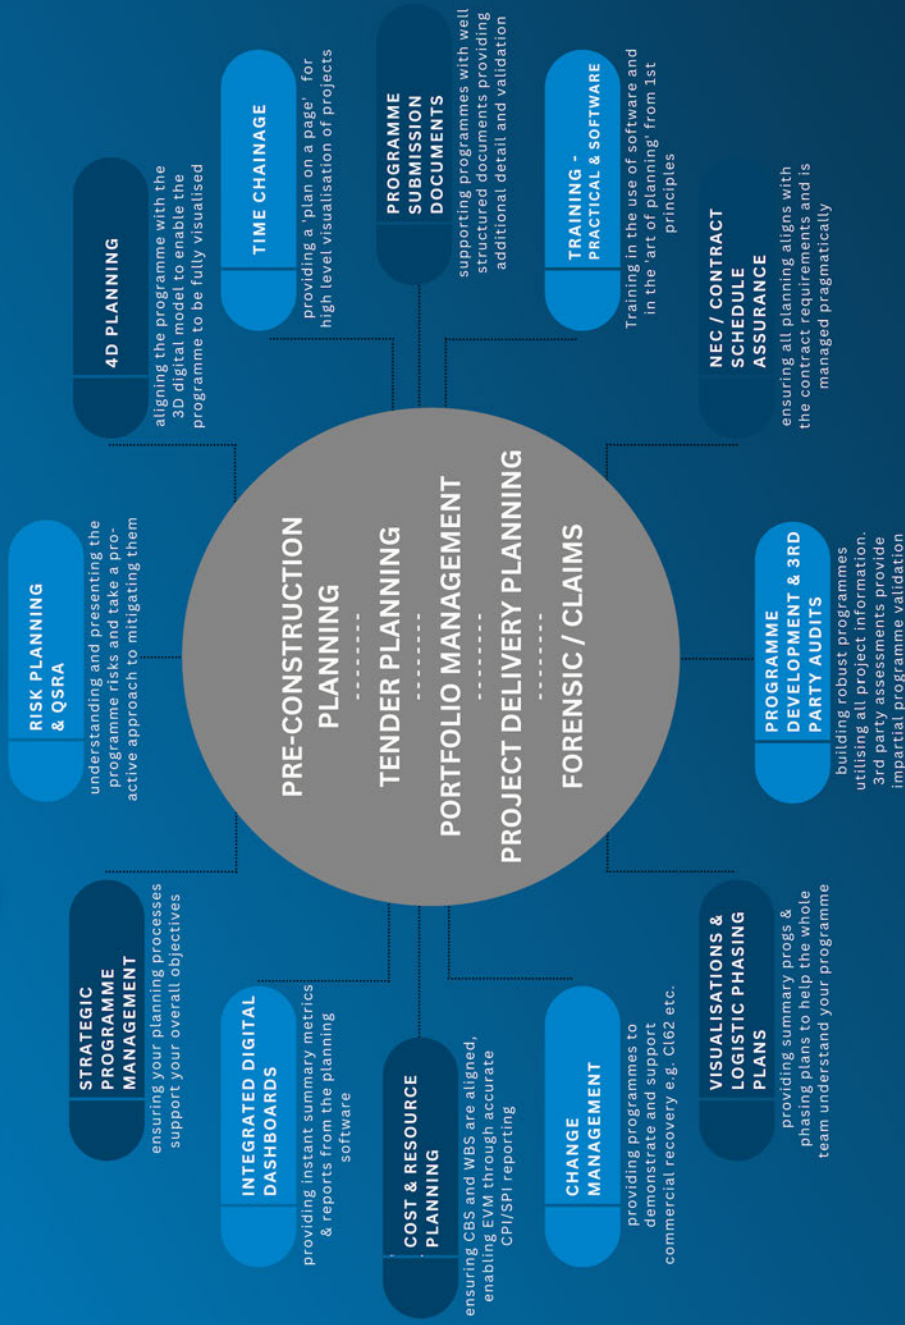 RISK PLANNING
& QSRA
understanding and presenting the
programme risks and take a pro-
active approach to mitigating them
STRATEGIC
PROGRAMME
MANAGEMENT
ensuring your planning processes
support your overall objectives
4D PLANNING
aligning the programme with the
3D digital model to enable the
programme to be fully visualised
INTEGRATED DIGITAL
DASHBOARDS
providing instant summary metrics
& reports from the planning
software
TIME CHAINAGE
providing a 'plan on a page' for
high level visualisation of projects
COST & RESOURCE
PLANNING
ensuring CBS and WBS are aligned,
enabling EVM through accurate
CPI/SPI reporting
PRE-CONSTRUCTION
PLANNING
------
TENDER PLANNING
------
PORTFOLIO MANAGEMENT
------
PROJECT DELIVERY PLANNING
------
FORENSIC / CLAIMS
PROGRAMME
SUBMISSION
DOCUMENTS
supporting programmes with well
structured documents providing
additional detail and validation
CHANGE
MANAGEMENT
providing programmes to
demonstrate and support
commercial recovery e.g. Cl62 etc.
TRAINING -
PRACTICAL & SOFTWARE
Training in the use of software and
in the 'art of planning' from 1st
principles
VISUALISATIONS &
LOGISTIC PHASING
PLANS
providing summary progs &
phasing plans to help the whole
team understand your programme
PROGRAMME
DEVELOPMENT & 3RD
PARTY AUDITS
building robust programmes
utilising all project information.
3rd party assessments provide
impartial programme validation
NEC / CONTRACT
SCHEDULE
ASSURANCE
ensuring all planning aligns with
the contract requirements and is
managed pragmatically